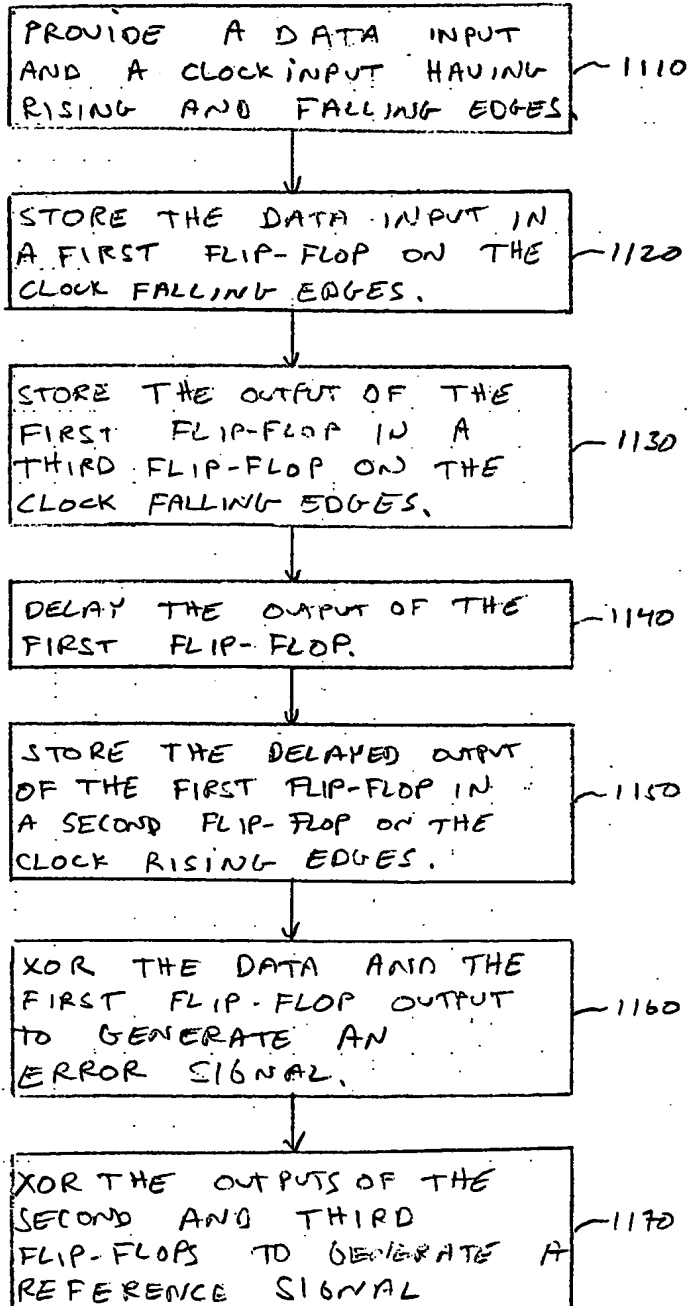 PROVIDE A DATA INPUT
AND A CLOCK INPUT HAVING
RISING AND FALLING EDGES.
1110
STORE THE DATA INPUT IN
A FIRST FLIP-FLOP ON THE
CLOCK FALLING EDGES.
1120
STORE THE OUTPUT OF THE
FIRST FLIP-FLOP IN A
THIRD FLIP-FLOP ON THE
CLOCK FALLING EDGES.
1130
DELAY THE OUTPUT OF THE
FIRST FLIP-FLOP.
1140
STORE THE DELAYED OUTPUT
OF THE FIRST FLIP-FLOP IN
A SECOND FLIP-FLOP ON THE
CLOCK RISING EDGES.
1150
XOR THE DATA AND THE
FIRST FLIP-FLOP OUTPUT
TO GENERATE AN
ERROR SIGNAL.
1160
XOR THE OUTPUTS OF THE
SECOND AND THIRD
FLIP-FLOPS TO GENERATE A
REFERENCE SIGNAL
1170